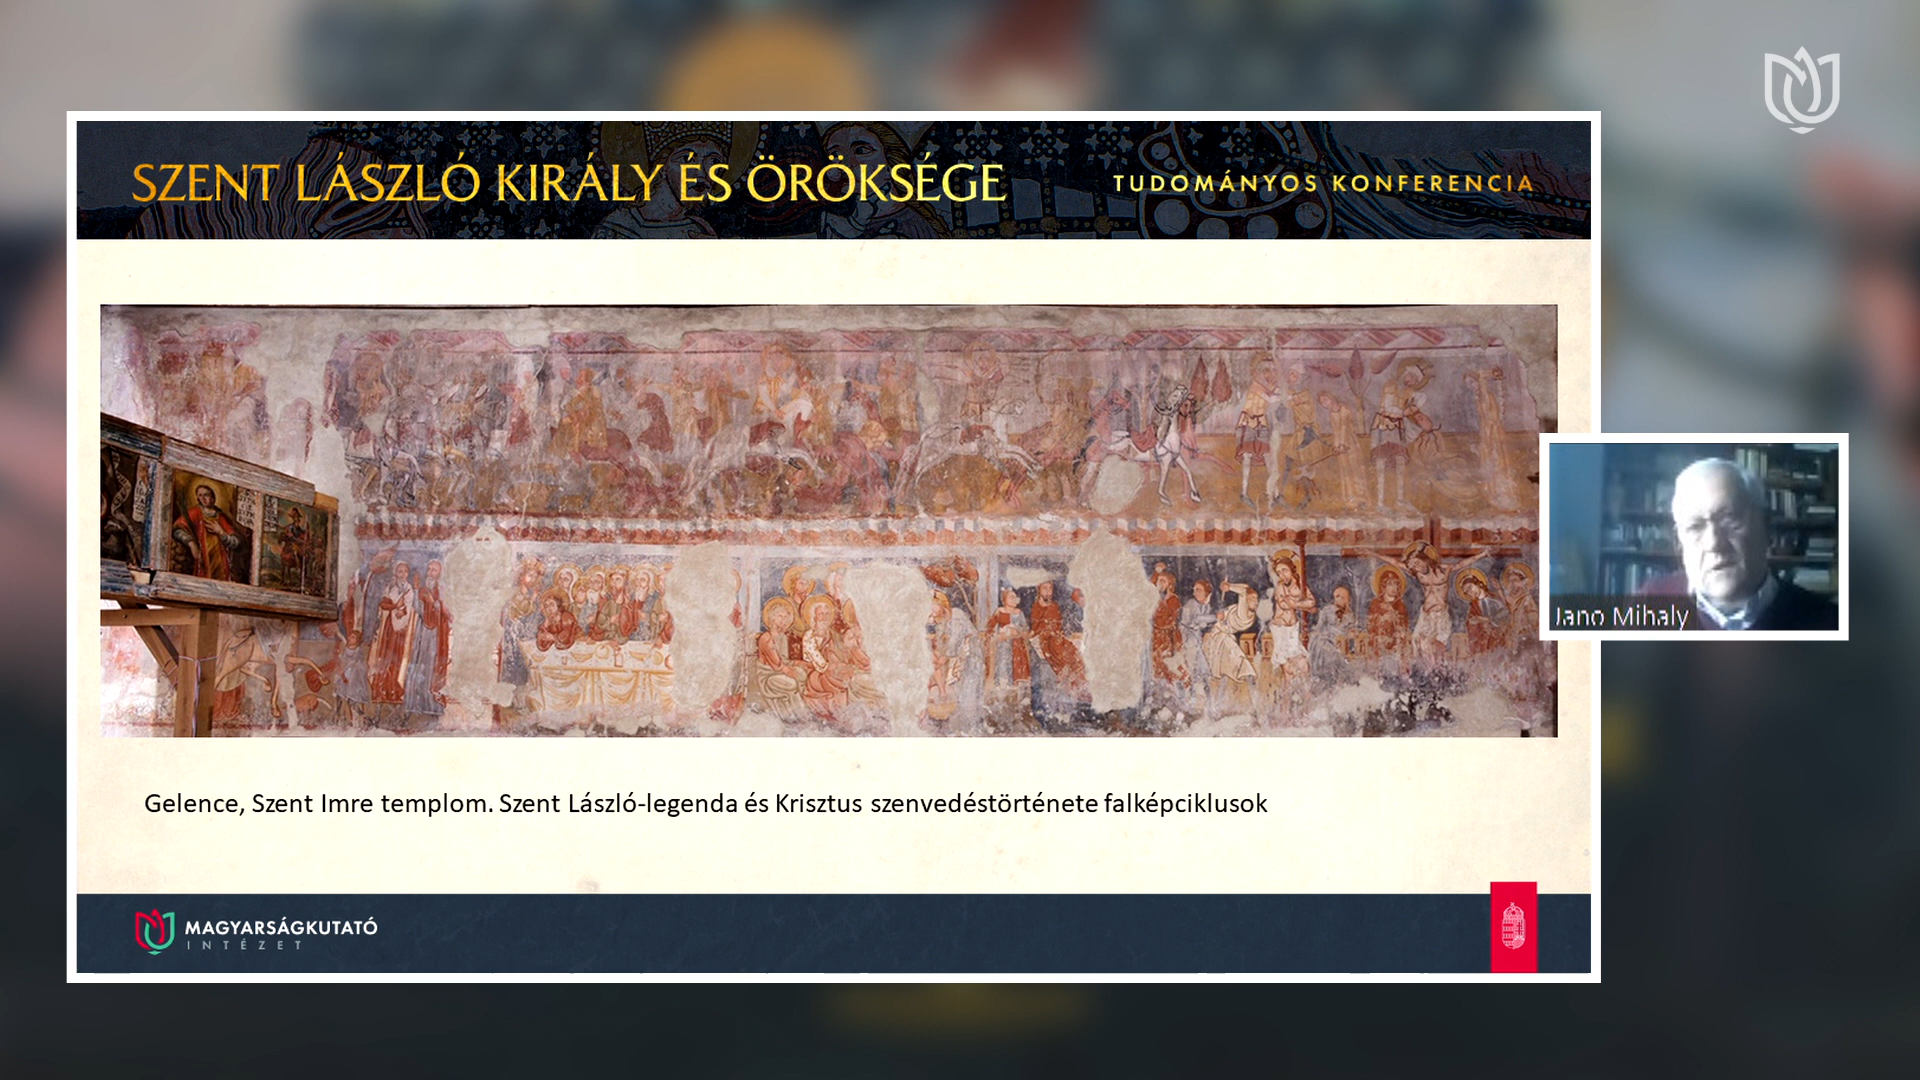 SZENT LÁSZLÓ KIRÁLY ÉS ÖRÖKSÉGE
TUDOMÁNYOS KONFERENCIA
Jano Mihaly
Gelence, Szent Imre templom. Szent László-legenda és Krisztus szenvedéstörténete falképciklusok
MAGYARSÁGKUTATÓ
INTÉZET